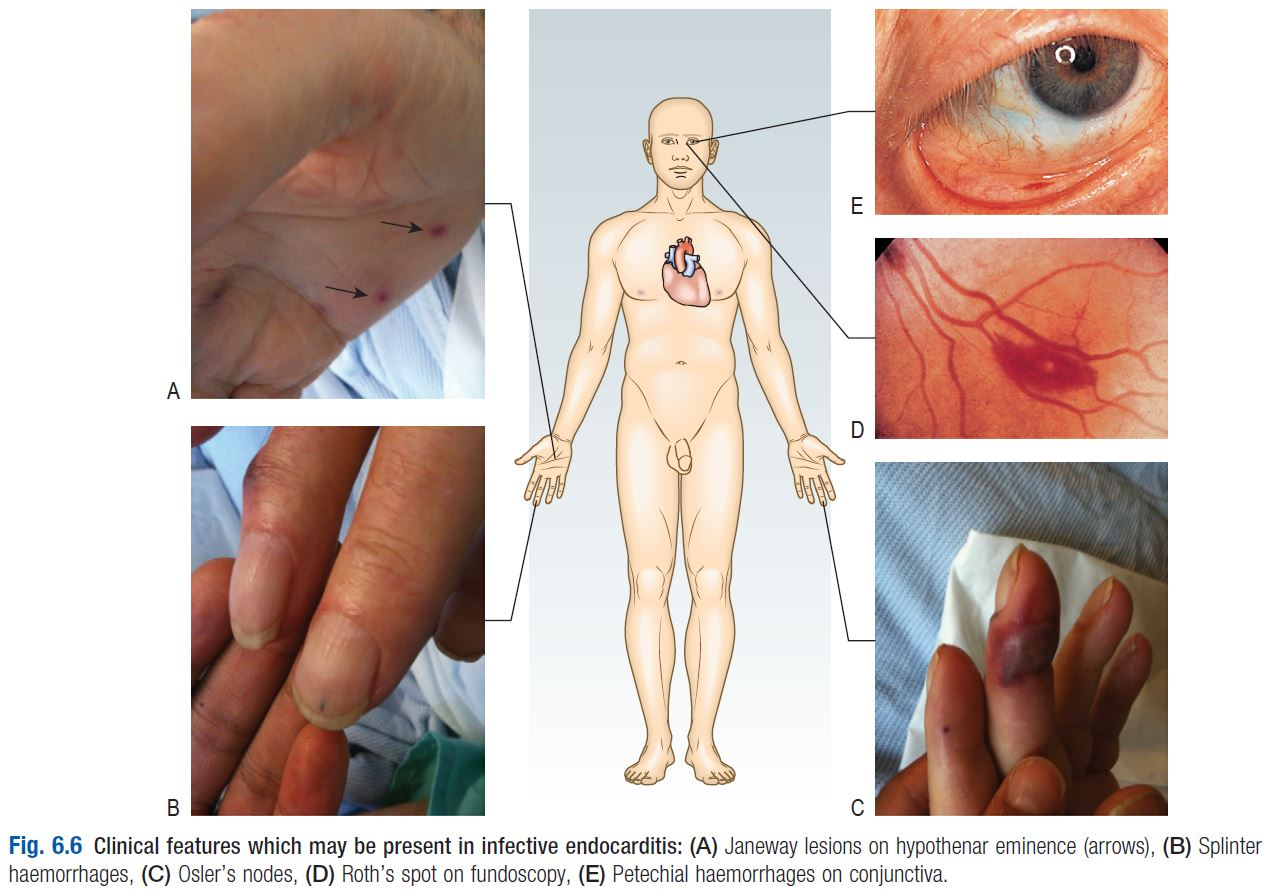 A
B
E
D
C
Fig. 6.6 Clinical features which may be present in infective endocarditis: (A) Janeway lesions on hypothenar eminence (arrows), (B) Splinter
haemorrhages, (C) Osler's nodes, (D) Roth's spot on fundoscopy, (E) Petechial haemorrhages on conjunctiva.